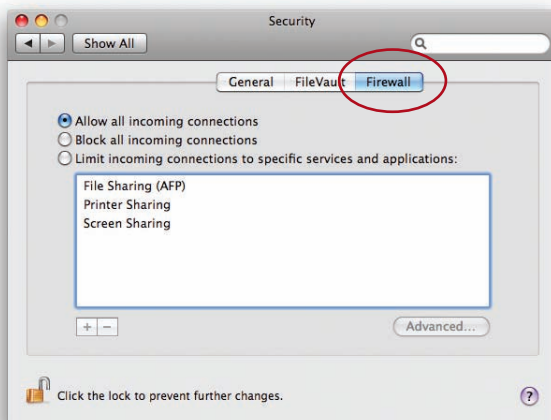 Security
Show All
General FileVault Firewall
Allow all incoming connections
Block all incoming connections
Limit incoming connections to specific services and applications:
File Sharing (AFP)
Printer Sharing
Screen Sharing
+ −
Advanced...
Click the lock to prevent further changes.
?